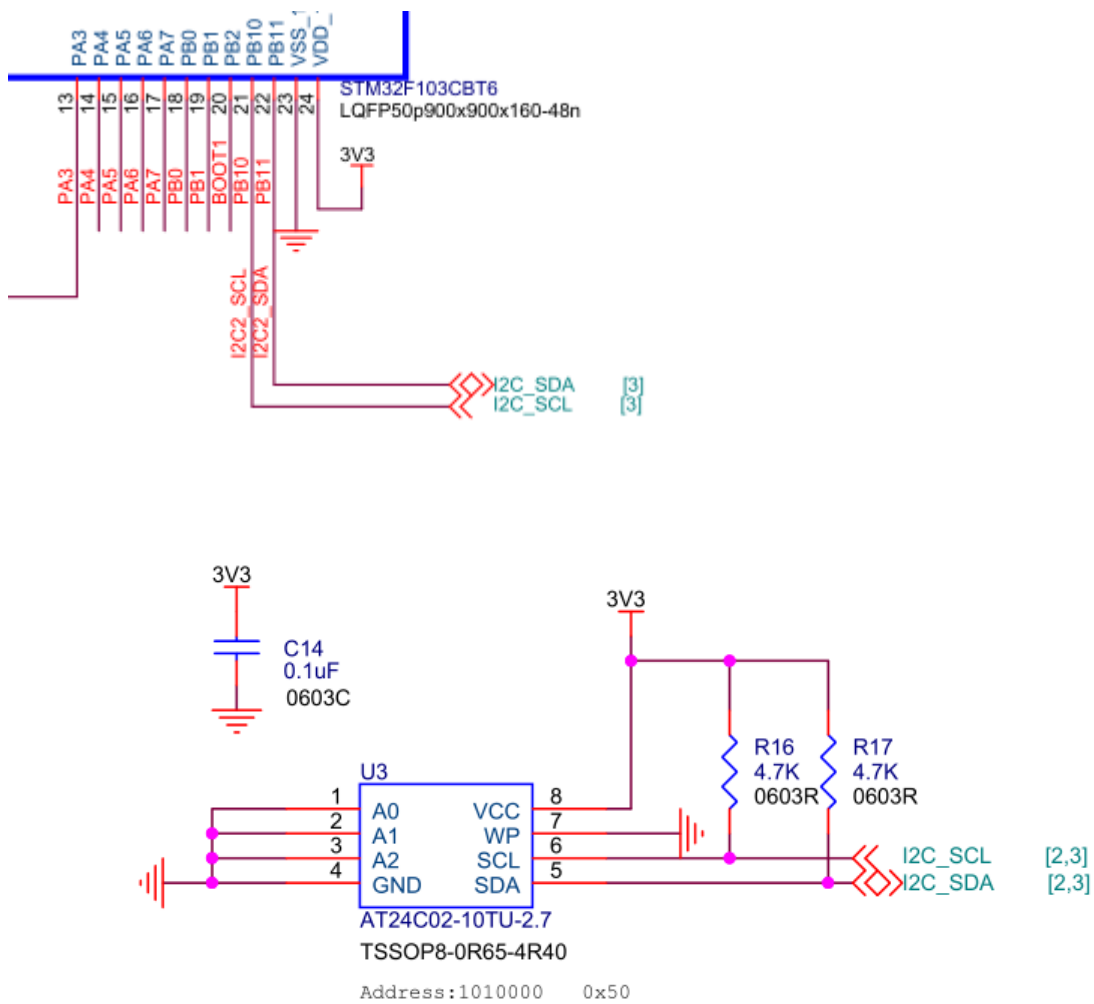 PA3
PA4
PA5
PA6
PA7
PB0
PB1
PB2
PB10
PB11
VSS_1
VDD_
13
14
15
16
17
18
19
20
21
22
23
24
STM32F103CBT6
LQFP50p900x900x160-48n
PA3
PA4
PA5
PA6
PA7
PB0
PB1
BOOT1
PB10
PB11
3V3
I2C2_SCL
I2C2_SDA
I2C_SDA [3]
I2C_SCL [3]
3V3
C14
0.1uF
0603C
3V3
R16
4.7K
0603R
R17
4.7K
0603R
U3
1 A0 VCC 8
2 A1 WP 7
3 A2 SCL 6
4 GND SDA 5
I2C_SCL [2,3]
I2C_SDA [2,3]
AT24C02-10TU-2.7
TSSOP8-0R65-4R40
Address:1010000 0x50